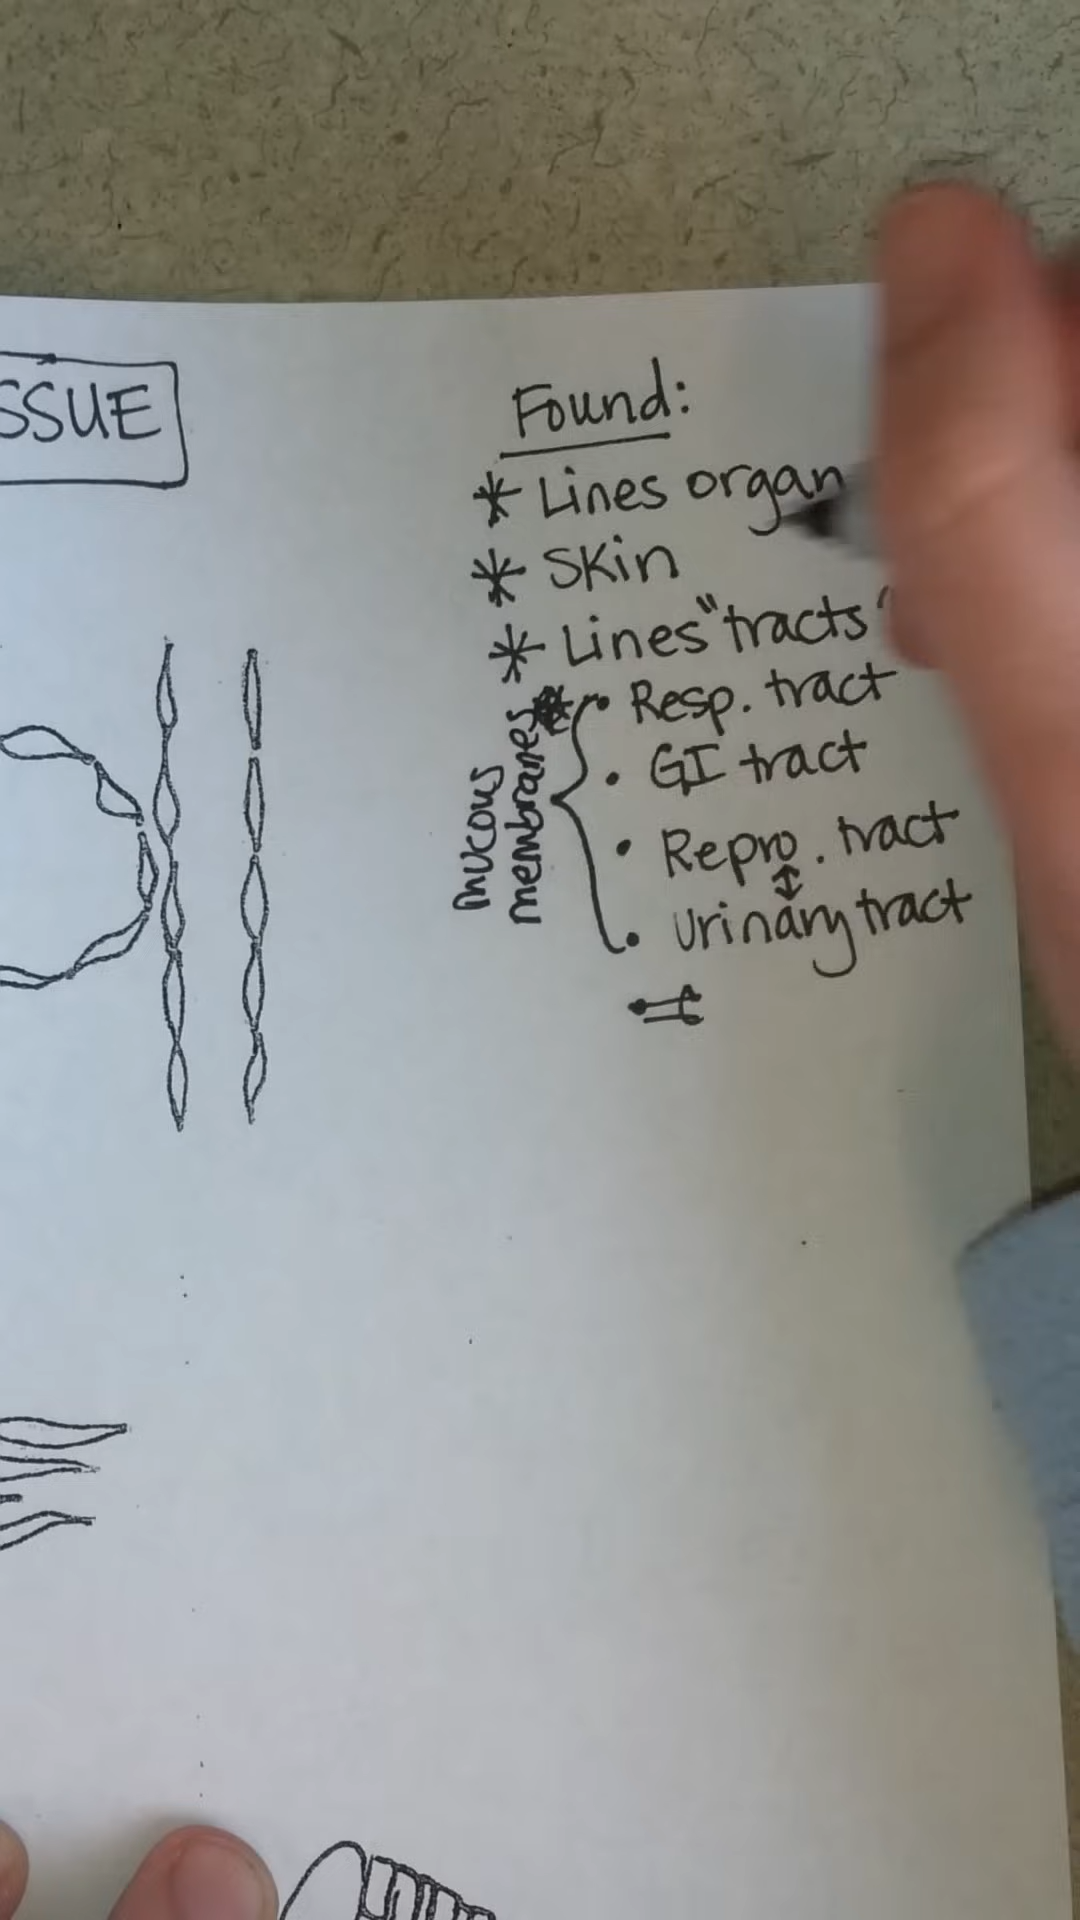 SSUE
Found:
* Lines organ
* Skin
* Lines "tracts"
• Resp. tract
• GI tract
• Repro. tract
• urinary tract
mucous
membranes